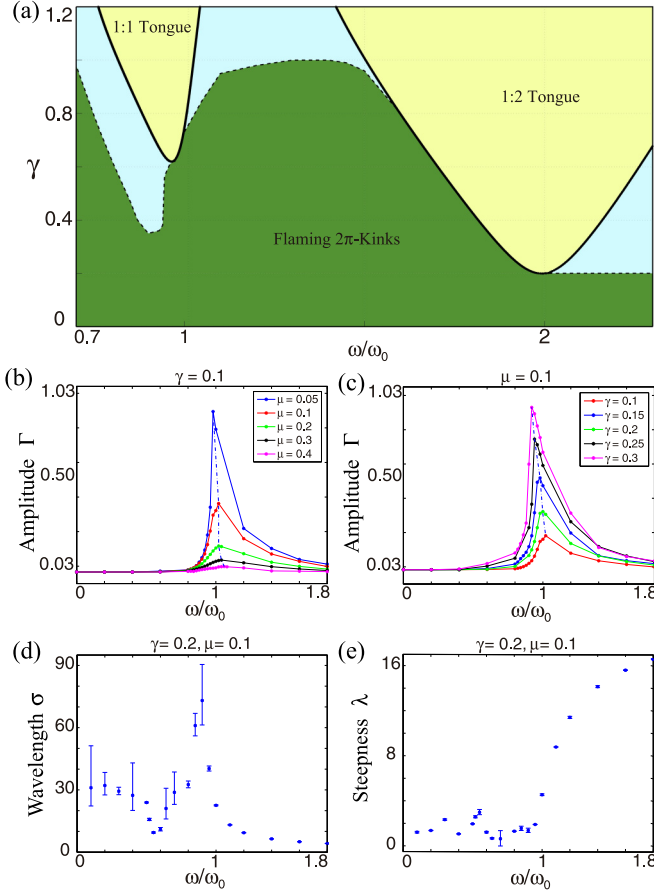 (a)
1.2
0.8
0.4
0
γ
1:1 Tongue
1:2 Tongue
Flaming 2π-Kinks
0.7
1
2
ω/ω₀
(b)
γ = 0.1
1.03
0.50
0.03
Amplitude Γ
μ = 0.05
μ = 0.1
μ = 0.2
μ = 0.3
μ = 0.4
0
1
1.8
ω/ω₀
(c)
μ = 0.1
1.03
0.50
0.03
Amplitude Γ
γ = 0.1
γ = 0.15
γ = 0.2
γ = 0.25
γ = 0.3
0
1
1.8
ω/ω₀
(d)
γ= 0.2, μ= 0.1
90
60
30
0
Wavelength σ
0
1
1.8
ω/ω₀
(e)
γ= 0.2, μ= 0.1
16
8
2
0
Steepness λ
0
1
1.8
ω/ω₀